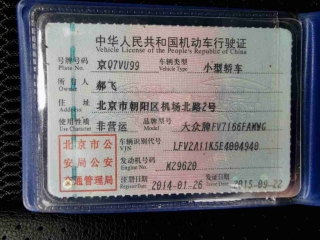 中华人民共和国机动车行驶证
Vehicle License of the People's Republic of China
号牌号码 京Q7VU99 车辆类型 小型轿车
Plate No. Vehicle Type
所有人 郝飞
Owner
住址 北京市朝阳区机场北路2号
Address
使用性质 非营运 品牌型号 大众牌FV7166FAMWG
Use Character
北京市公安局公安交通管理局
车辆识别代号 LFV2A11K5E4004940
VIN
发动机号码 W29620
Engine No.
注册日期 2014-01-26 发证日期 2015-09-22
Register Date Issue Date